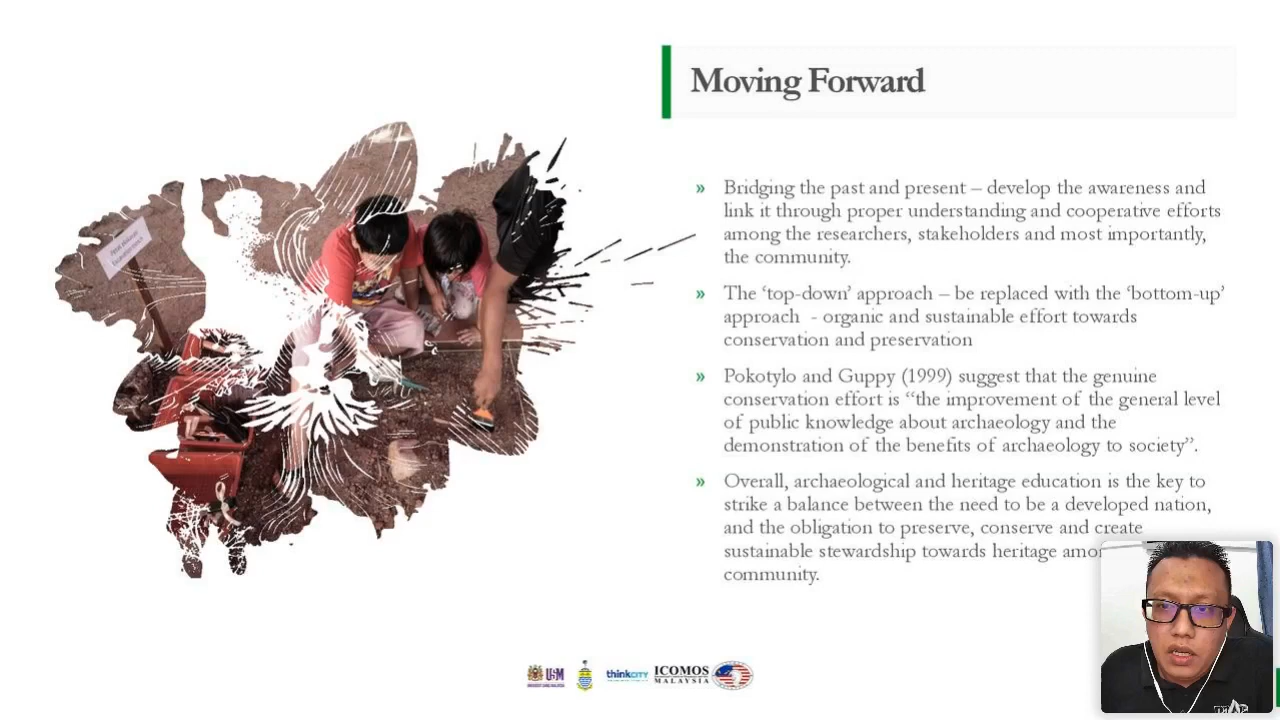 Moving Forward
» Bridging the past and present – develop the awareness and
link it through proper understanding and cooperative efforts
among the researchers, stakeholders and most importantly,
the community.
» The ‘top-down’ approach – be replaced with the ‘bottom-up’
approach - organic and sustainable effort towards
conservation and preservation
» Pokotylo and Guppy (1999) suggest that the genuine
conservation effort is “the improvement of the general level
of public knowledge about archaeology and the
demonstration of the benefits of archaeology to society”.
» Overall, archaeological and heritage education is the key to
strike a balance between the need to be a developed nation,
and the obligation to preserve, conserve and create
sustainable stewardship towards heritage
community.
USM
thinkcity
ICOMOS
MALAYSIA